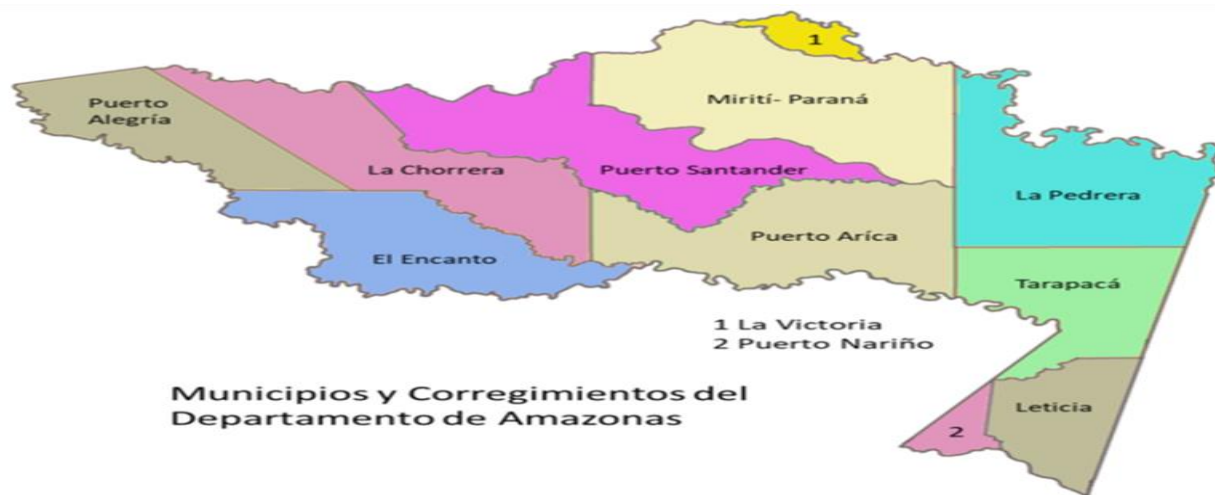 1
Mirití- Paraná
Puerto
Alegría
La Chorrera
Puerto Santander
La Pedrera
Puerto Aríca
El Encanto
Tarapacá
1 La Victoria
2 Puerto Nariño
Municipios y Corregimientos del
Departamento de Amazonas
Leticia
2